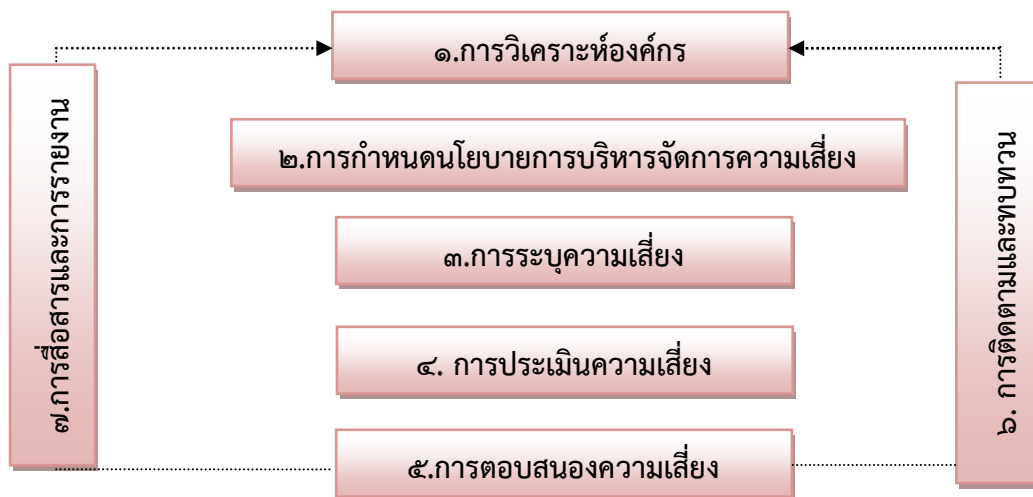 ๑.การวิเคราะห์องค์กร
๒.การกำหนดนโยบายการบริหารจัดการความเสี่ยง
๓.การระบุความเสี่ยง
๔. การประเมินความเสี่ยง
๕.การตอบสนองความเสี่ยง
๖. การติดตามและทบทวน
๗.การสื่อสารและการรายงาน